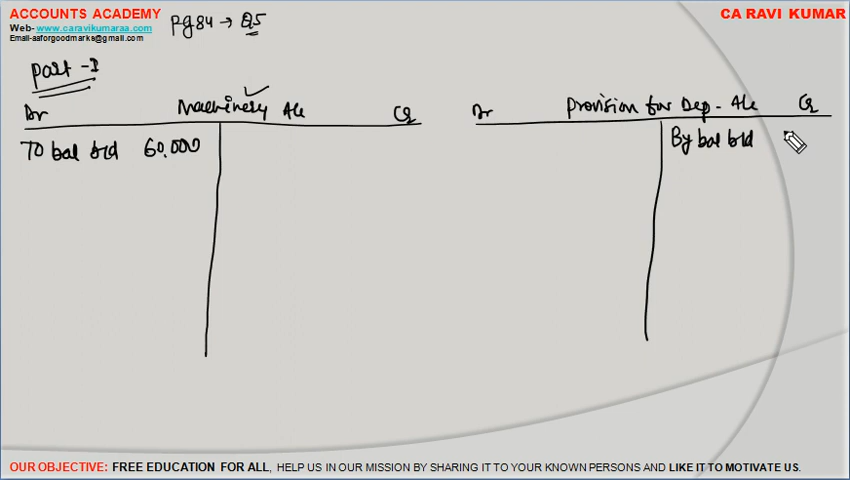 ACCOUNTS ACADEMY
CA RAVI KUMAR
Web- www.caravikumaraa.com
Email-aaforgoodmarks@gmail.com
Pg84 → Q5
Part -I
Dr Machinery A/c Cr
To bal b/d 60,000
Dr Provision for Dep. A/c Cr
By bal b/d
OUR OBJECTIVE: FREE EDUCATION FOR ALL, HELP US IN OUR MISSION BY SHARING IT TO YOUR KNOWN PERSONS AND LIKE IT TO MOTIVATE US.